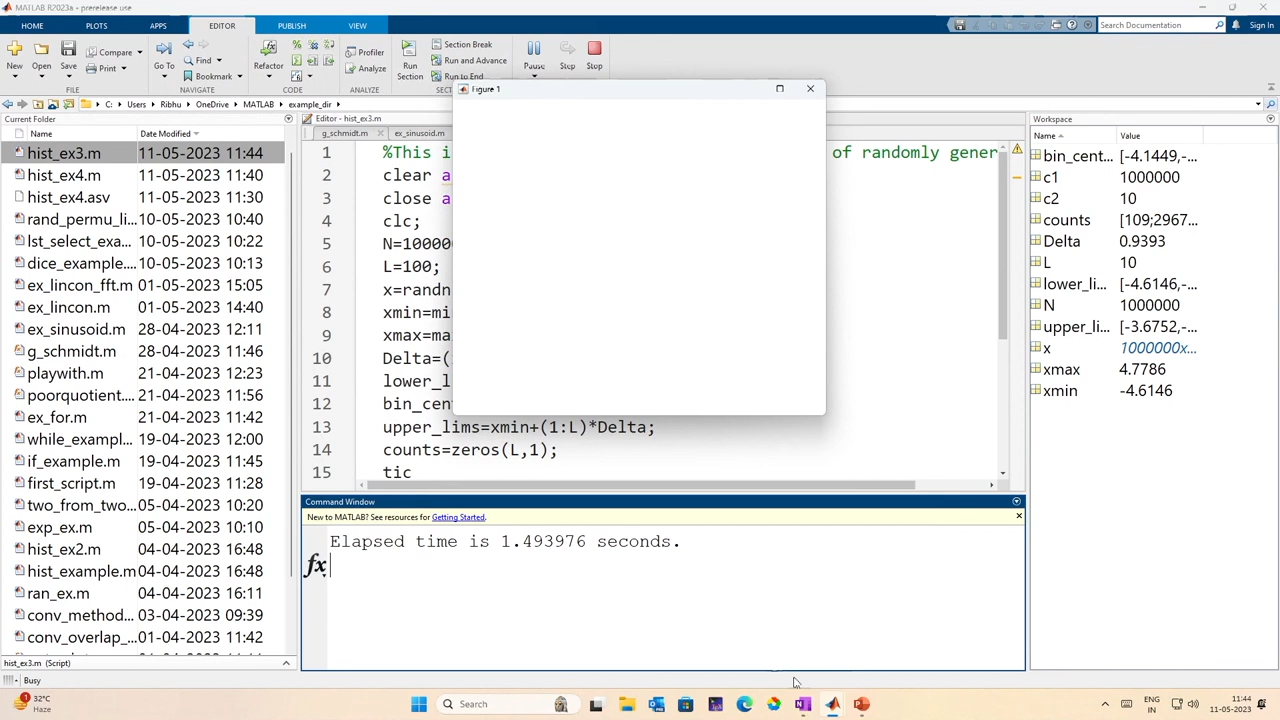 MATLAB R2023a - prerelease use
HOME PLOTS APPS EDITOR PUBLISH VIEW Search Documentation Sign In
New Open Save Compare Print Go To Find Bookmark Refactor Profiler Analyze Run Section Section Break Run and Advance Run to End Pause Step Stop
FILE NAVIGATE CODE ANALYZE SECT
C: Users Ribhu OneDrive MATLAB example_dir
Current Folder
Name Date Modified
hist_ex3.m 11-05-2023 11:44
hist_ex4.m 11-05-2023 11:40
hist_ex4.asv 11-05-2023 11:30
rand_permu_li... 10-05-2023 10:40
lst_select_exa... 10-05-2023 10:22
dice_example.... 10-05-2023 10:13
ex_lincon_fft.m 01-05-2023 15:05
ex_lincon.m 01-05-2023 14:40
ex_sinusoid.m 28-04-2023 12:11
g_schmidt.m 28-04-2023 11:46
playwith.m 21-04-2023 12:23
poorquotient.... 21-04-2023 11:56
ex_for.m 21-04-2023 11:42
while_exampl... 19-04-2023 12:00
if_example.m 19-04-2023 11:45
first_script.m 19-04-2023 11:28
two_from_two... 05-04-2023 10:20
exp_ex.m 05-04-2023 10:10
hist_ex2.m 04-04-2023 16:48
hist_example.m 04-04-2023 16:48
ran_ex.m 04-04-2023 16:11
conv_method... 03-04-2023 09:39
conv_overlap_... 01-04-2023 11:42
hist_ex3.m (Script)
Busy
Editor - hist_ex3.m
g_schmidt.m ex_sinusoid.m
1 %This i of randomly gener
2 clear a
3 close a
4 clc;
5 N=100000
6 L=100;
7 x=randn
8 xmin=mi
9 xmax=ma
10 Delta=(
11 lower_l
12 bin_cent
13 upper_lims=xmin+(1:L)*Delta;
14 counts=zeros(L,1);
15 tic
Figure 1
Command Window
New to MATLAB? See resources for Getting Started.
Elapsed time is 1.493976 seconds.
fx
Workspace
Name Value
bin_cent... [-4.1449,-...
c1 1000000
c2 10
counts [109;2967...
Delta 0.9393
L 10
lower_li... [-4.6146,-...
N 1000000
upper_li... [-3.6752,-...
x 1000000x...
xmax 4.7786
xmin -4.6146
32°C
Haze
Search
ENG
IN
11:44
11-05-2023